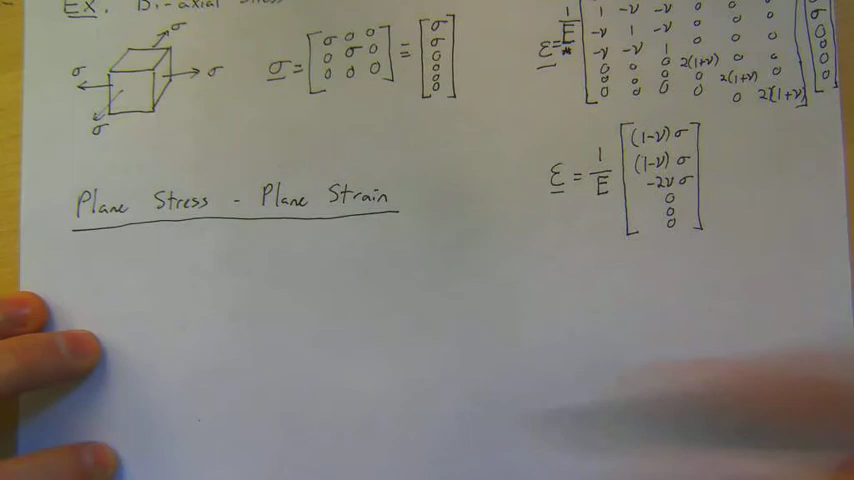 EX. Bi-axial Stress
σ
σ
σ
σ
σ = [ σ 0 0 ; 0 σ 0 ; 0 0 0 ] = [ σ ; σ ; 0 ; 0 ; 0 ; 0 ]
ε = 1/E * [ 1 -ν -ν 0 0 0 ; -ν 1 -ν 0 0 0 ; -ν -ν 1 0 0 0 ; 0 0 0 2(1+ν) 0 0 ; 0 0 0 0 2(1+ν) 0 ; 0 0 0 0 0 2(1+ν) ] [ σ ; 0 ; 0 ; 0 ; 0 ]
ε = 1/E [ (1-ν) σ ; (1-ν) σ ; -2ν σ ; 0 ; 0 ; 0 ]
Plane Stress - Plane Strain